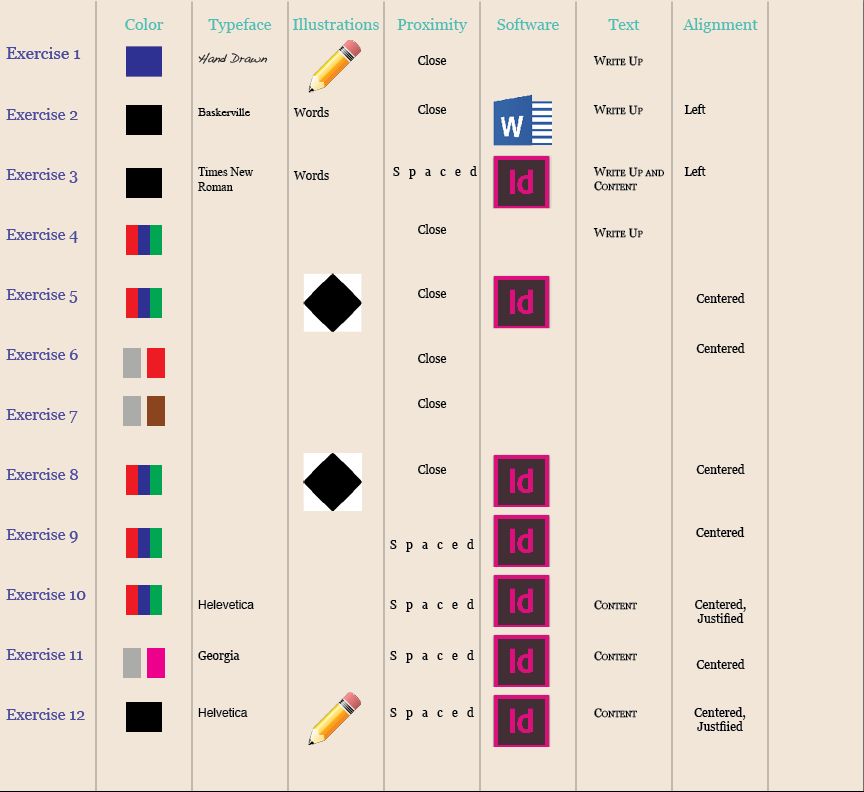 Color Typeface Illustrations Proximity Software Text Alignment
Exercise 1 Hand Drawn Close Write Up
Exercise 2 Baskerville Words Close W Write Up Left
Exercise 3 Times New Roman Words Spaced Id Write Up and Content Left
Exercise 4 Close Write Up
Exercise 5 Close Id Centered
Exercise 6 Close Centered
Exercise 7 Close
Exercise 8 Close Id Centered
Exercise 9 Spaced Id Centered
Exercise 10 Helevetica Spaced Id Content Centered, Justified
Exercise 11 Georgia Spaced Id Content Centered
Exercise 12 Helvetica Spaced Id Content Centered, Justfiied